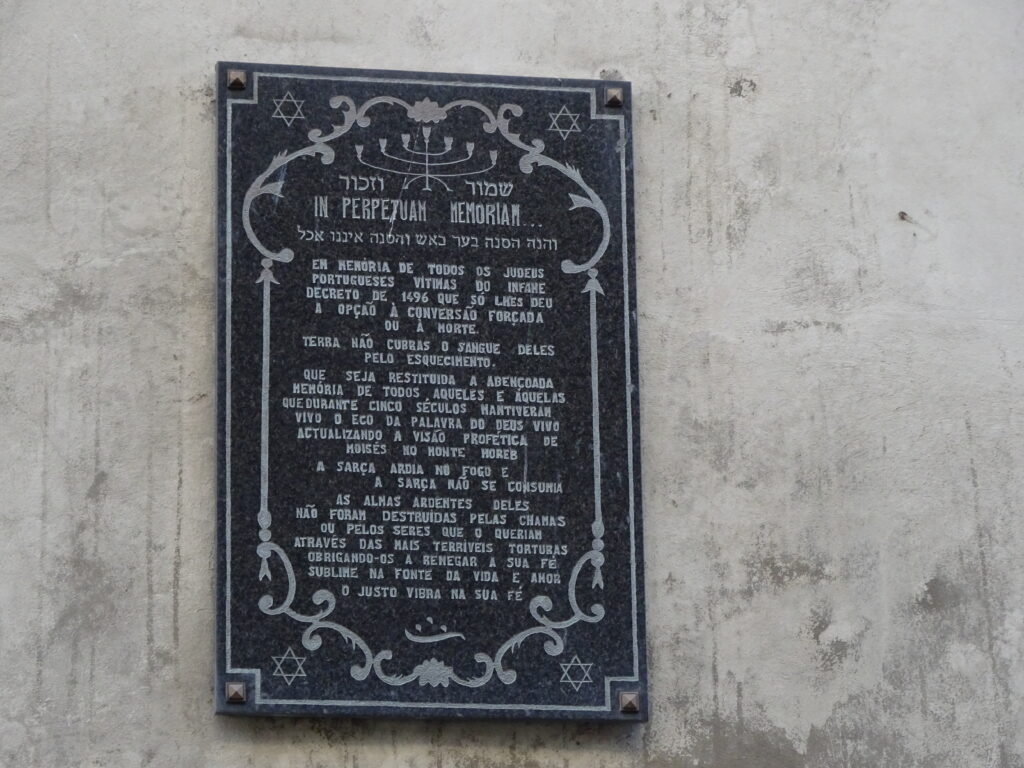 שמור וזכור
IN PERPETUAM MEMORIAM...
והנה הסנה בער באש והסנה איננו אכל
EM MEMÓRIA DE TODOS OS JUDEUS
PORTUGUESES VÍTIMAS DO INFAME
DECRETO DE 1496 QUE SÓ LHES DEU
A OPÇÃO À CONVERSÃO FORÇADA
OU À MORTE.
TERRA NÃO CUBRAS O SANGUE DELES
PELO ESQUECIMENTO.
QUE SEJA RESTITUIDA A ABENÇOADA
MEMÓRIA DE TODOS AQUELES E AQUELAS
QUE DURANTE CINCO SÉCULOS MANTIVERAM
VIVO O ECO DA PALAVRA DO DEUS VIVO
ACTUALIZANDO A VISÃO PROFÉTICA DE
MOISÉS NO MONTE HOREB
A SARÇA ARDIA NO FOGO E
A SARÇA NÃO SE CONSUMIA
AS ALMAS ARDENTES DELES
NÃO FORAM DESTRUÍDAS PELAS CHAMAS
OU PELOS SERES QUE O QUERIAM
ATRAVÉS DAS MAIS TERRÍVEIS TORTURAS
OBRIGANDO-OS A RENEGAR A SUA FÉ
SUBLIME NA FONTE DA VIDA E AMOR
O JUSTO VIBRA NA SUA FÉ